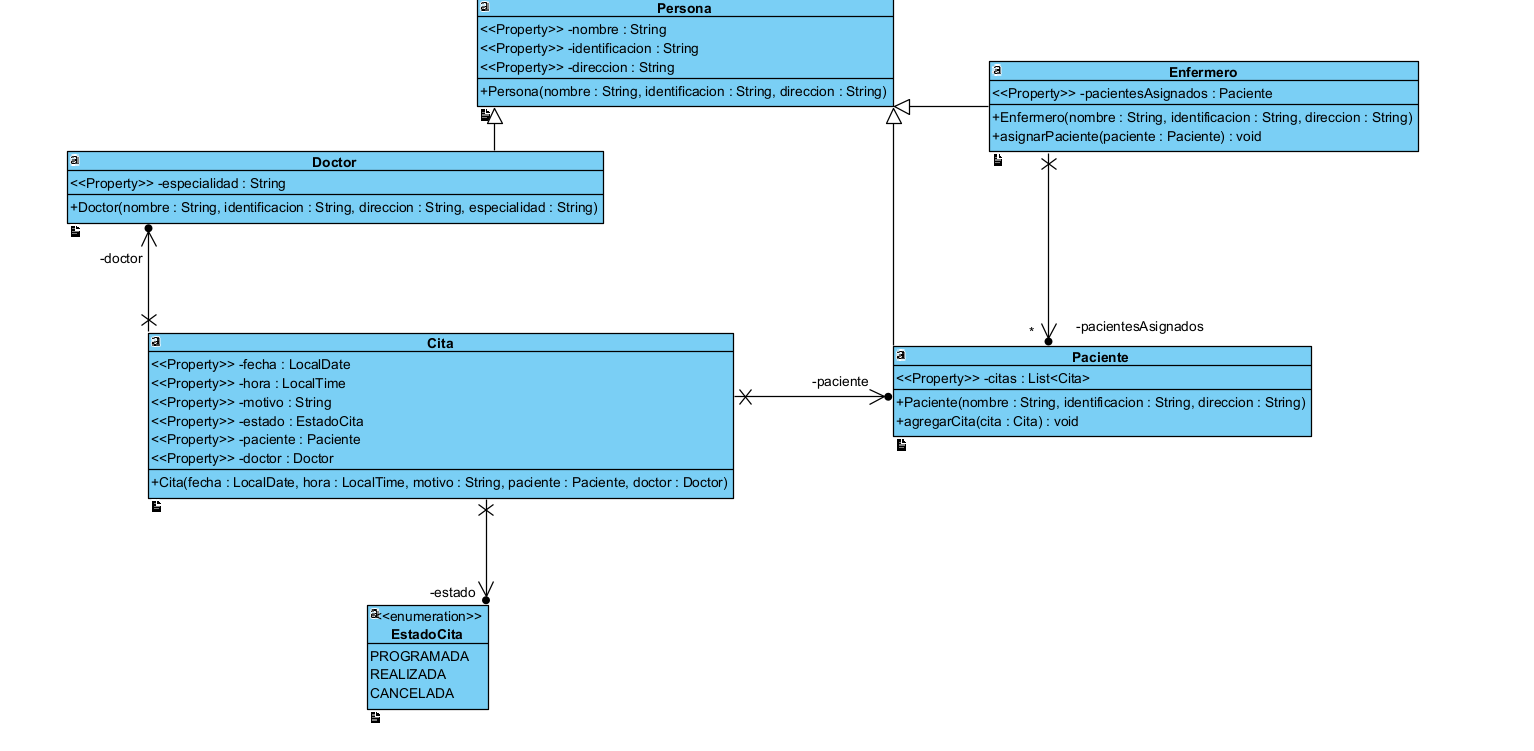 Persona
<<Property>> -nombre : String
<<Property>> -identificacion : String
<<Property>> -direccion : String
+Persona(nombre : String, identificacion : String, direccion : String)
Enfermero
<<Property>> -pacientesAsignados : Paciente
+Enfermero(nombre : String, identificacion : String, direccion : String)
+asignarPaciente(paciente : Paciente) : void
Doctor
<<Property>> -especialidad : String
+Doctor(nombre : String, identificacion : String, direccion : String, especialidad : String)
-doctor
* -pacientesAsignados
Cita
<<Property>> -fecha : LocalDate
<<Property>> -hora : LocalTime
<<Property>> -motivo : String
<<Property>> -estado : EstadoCita
<<Property>> -paciente : Paciente
<<Property>> -doctor : Doctor
+Cita(fecha : LocalDate, hora : LocalTime, motivo : String, paciente : Paciente, doctor : Doctor)
-paciente
Paciente
<<Property>> -citas : List<Cita>
+Paciente(nombre : String, identificacion : String, direccion : String)
+agregarCita(cita : Cita) : void
-estado
<<enumeration>>
EstadoCita
PROGRAMADA
REALIZADA
CANCELADA